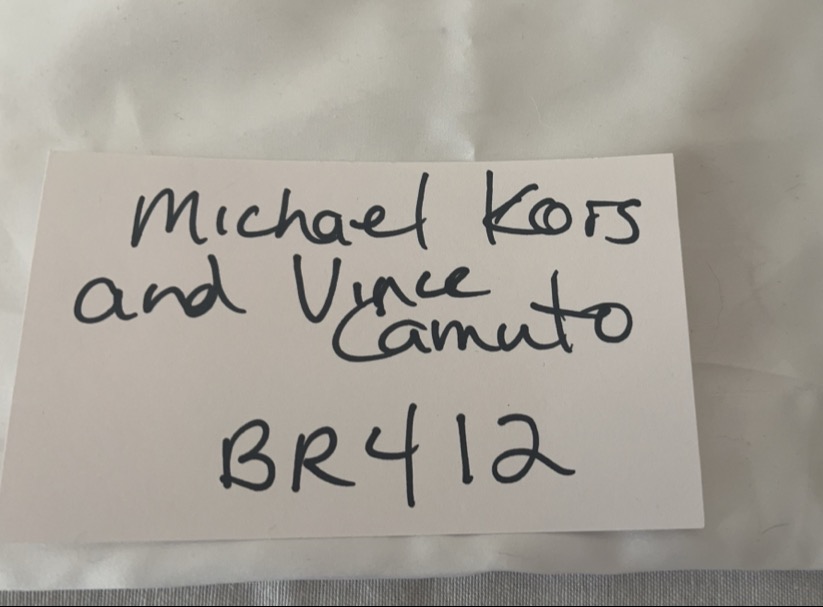 Michael Kors
and Vince
Camuto
BR412